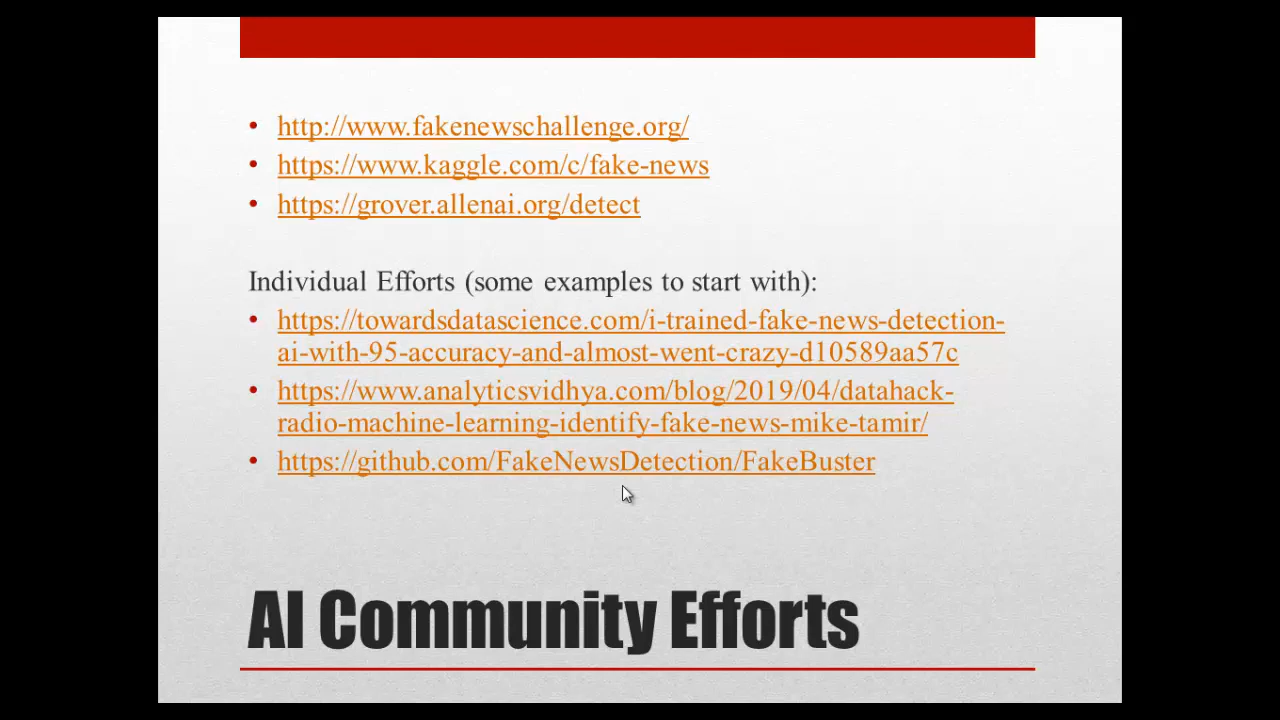 • http://www.fakenewschallenge.org/
• https://www.kaggle.com/c/fake-news
• https://grover.allenai.org/detect
Individual Efforts (some examples to start with):
• https://towardsdatascience.com/i-trained-fake-news-detection-
ai-with-95-accuracy-and-almost-went-crazy-d10589aa57c
• https://www.analyticsvidhya.com/blog/2019/04/datahack-
radio-machine-learning-identify-fake-news-mike-tamir/
• https://github.com/FakeNewsDetection/FakeBuster
AI Community Efforts